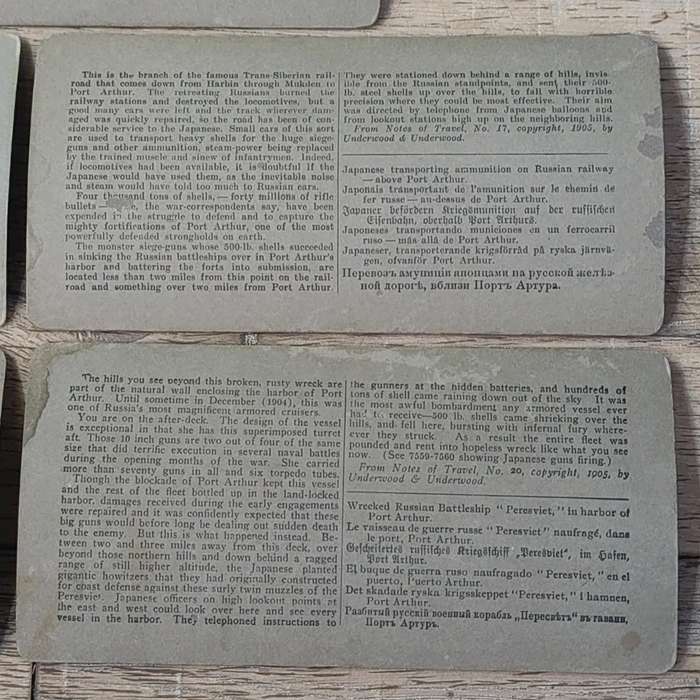 This is the branch of the famous Trans-Siberian rail-
road that comes down from Harbin through Mukden to
Port Arthur. The retreating Russians burned the
railway stations and destroyed the locomotives, but a
good many cars were left and the track wherever dam-
aged was quickly repaired, so the road has been of con-
siderable service to the Japanese. Small cars of this sort
are used to transport heavy shells for the huge siege-
guns and other ammunition, steam-power being replaced
by the trained muscle and sinew of infantrymen. Indeed,
if locomotives had been available, it is doubtful if the
Japanese would have used them, as the inevitable noise
and steam would have told too much to Russian ears.
Four thousand tons of shells,—forty millions of rifle
bullets—, the war-correspondents say, have been
expended in the struggle to defend and to capture the
mighty fortifications of Port Arthur, one of the most
powerfully defended strongholds on earth.
The monster siege-guns whose 500-lb. shells succeeded
in sinking the Russian battleships over in Port Arthur's
harbor and battering the forts into submission, are
located less than two miles from this point on the rail-
road and something over two miles from Port Arthur.
They were stationed down behind a range of hills, invis-
ible from the Russian standpoints, and sent their 500-
lb. steel shells up over the hills, to fall with horrible
precision where they could be most effective. Their aim
was directed by telephone from Japanese balloons and
from lookout stations high up on the neighboring hills.
From Notes of Travel, No. 17, copyright, 1905, by
Underwood & Underwood.
Japanese transporting ammunition on Russian railway
—above Port Arthur.
Japonais transportant de l'amunition sur le chemin de
fer russe—au-dessus de Port Arthur.
Japaner befördern Kriegsmunition auf der russischen
Eisenbahn, oberhalb Port Arthurs.
Japoneses transportando municiones en un ferrocarril
ruso—más allá de Port Arthur.
Japaneser, transporterande krigsförråd på ryska järnvä-
gen, ofvanför Port Arthur.
Перевозъ амуниціи японцами на русской желѣз-
ной дорогѣ, вблизи Портъ Артура.
The hills you see beyond this broken, rusty wreck are
part of the natural wall enclosing the harbor of Port
Arthur. Until sometime in December (1904), this was
one of Russia's most magnificent armored cruisers.
You are on the after-deck. The design of the vessel
is exceptional in that she has this superimposed turret
aft. Those 10 inch guns are two out of four of the same
size that did terrific execution in several naval battles
during the opening months of the war. She carried
more than seventy guns in all and six torpedo tubes
Though the blockade of Port Arthur kept this vessel
and the rest of the fleet bottled up in the land-locked
harbor, damages received during the early engagements
were repaired and it was confidently expected that these
big guns would before long be dealing out sudden death
to the enemy. But this is what happened instead. Be-
tween two and three miles away from this deck, over
beyond those northern hills and down behind a ragged
range of still higher altitude, the Japanese planted
gigantic howitzers that they had originally constructed
for coast defense against these surly twin muzzles of the
Peresviet. Japanese officers on high lookout points at
the east and west could look over here and see every
vessel in the harbor. They telephoned instructions to
the gunners at the hidden batteries, and hundreds of
tons of shell came raining down out of the sky It was
the most awful bombardment any armored vessel ever
had to receive—500 lb. shells came shrieking over the
hills, and fell here, bursting with infernal fury where-
ever they struck. As a result the entire fleet was
pounded and rent into hopeless wreck like what you see
now. (See 7559-7560 showing Japanese guns firing.)
From Notes of Travel, No. 20, copyright, 1905, by
Underwood & Underwood.
Wrecked Russian Battleship "Peresviet," in harbor of
Port Arthur.
Le vaisseau de guerre russe "Peresviet" naufragé, dans
le port, Port Arthur.
Gescheitertes russisches Kriegsschiff „Peresviet", im Hafen,
Port Arthur.
El buque de guerra ruso naufragado "Peresviet," en el
puerto, Puerto Arthur.
Det skadade ryska krigsskeppet "Peresviet," i hamnen,
Port Arthur.
Разбитый русскій военный корабль „Пересвѣтъ" въ гавани,
Портъ Артуръ.